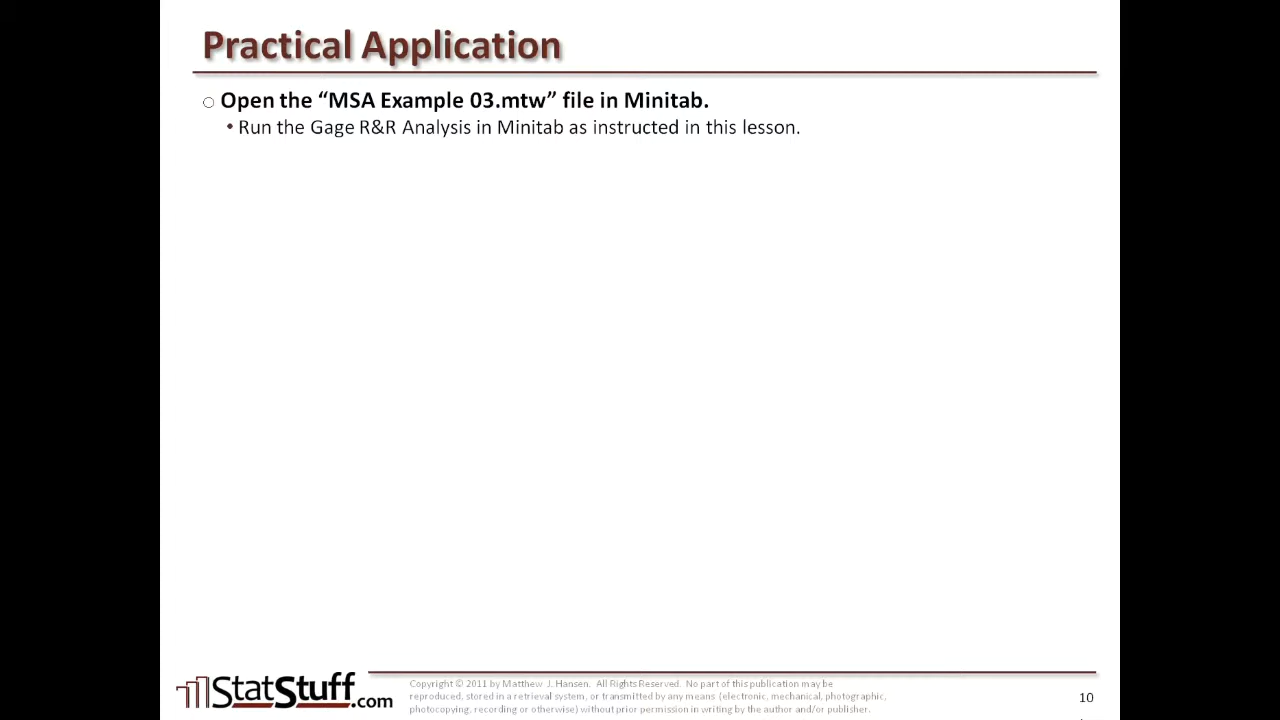 Practical Application
○ Open the “MSA Example 03.mtw” file in Minitab.
• Run the Gage R&R Analysis in Minitab as instructed in this lesson.
StatStuff.com
Copyright © 2011 by Matthew J. Hansen. All Rights Reserved. No part of this publication may be
reproduced, stored in a retrieval system, or transmitted by any means (electronic, mechanical, photographic,
photocopying, recording or otherwise) without prior permission in writing by the author and/or publisher.
10